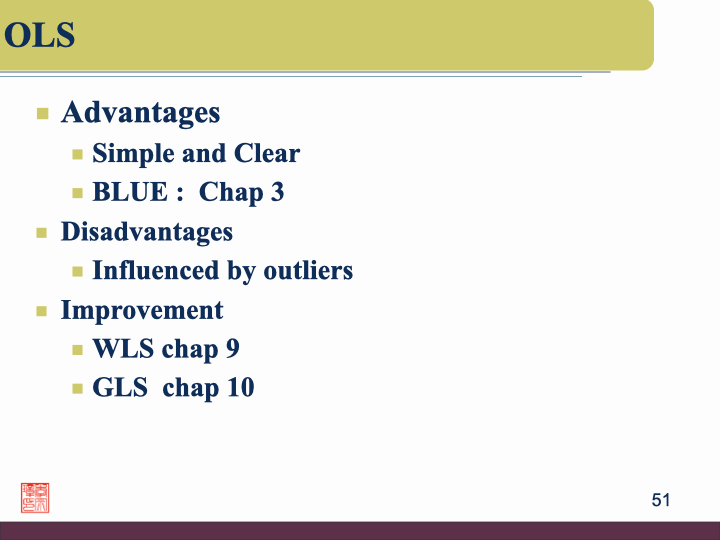 OLS
Advantages
Simple and Clear
BLUE :  Chap 3
Disadvantages
Influenced by outliers
Improvement
WLS chap 9
GLS  chap 10
51